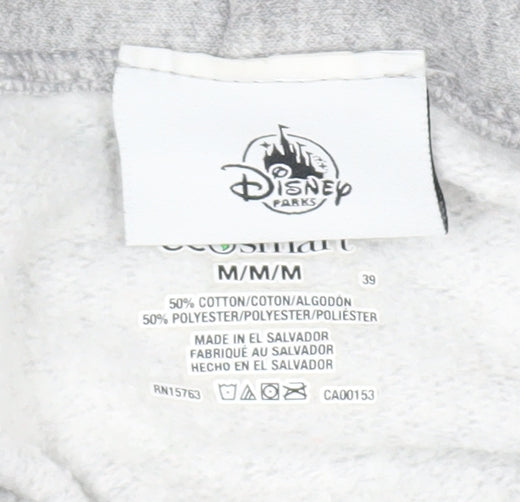 Disney
PARKS
ecosmart
M/M/M
39
50% COTTON/COTON/ALGODÓN
50% POLYESTER/POLYESTER/POLIÉSTER
MADE IN EL SALVADOR
FABRIQUÉ AU SALVADOR
HECHO EN EL SALVADOR
RN15763 CA00153